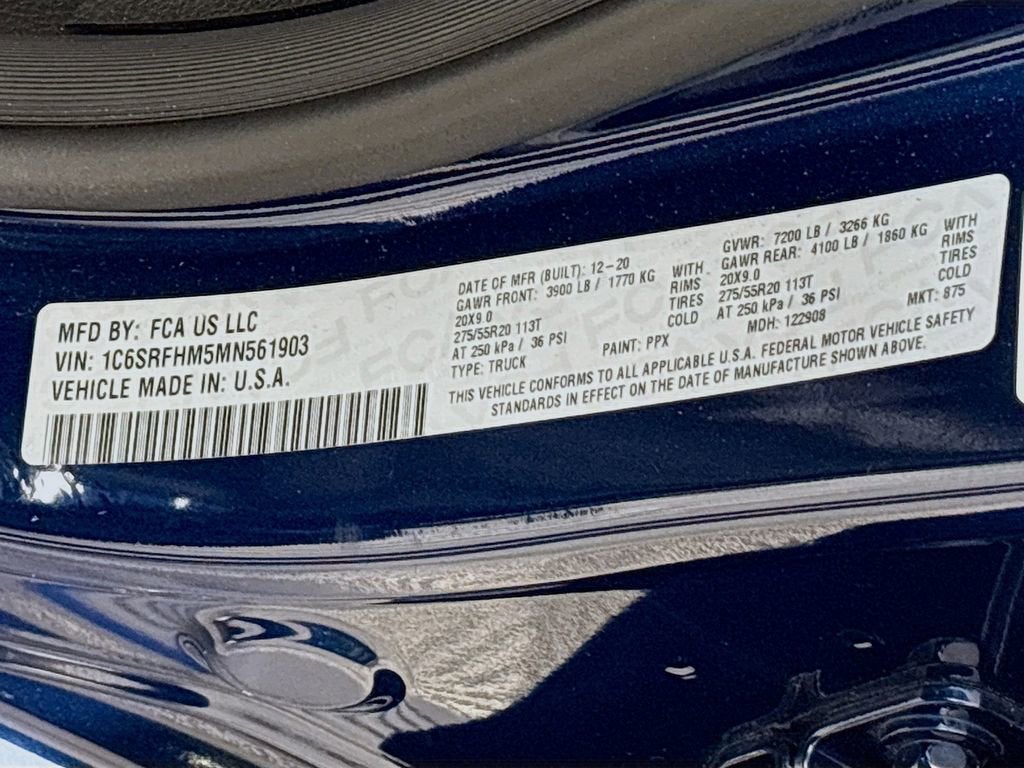 MFD BY: FCA US LLC
VIN: 1C6SRFHM5MN561903
VEHICLE MADE IN: U.S.A.
DATE OF MFR (BUILT): 12-20
GAWR FRONT: 3900 LB / 1770 KG WITH
20X9.0 RIMS
275/55R20 113T TIRES
AT 250 kPa / 36 PSI COLD
TYPE: TRUCK PAINT: PPX
GVWR: 7200 LB / 3266 KG
GAWR REAR: 4100 LB / 1860 KG WITH
20X9.0 RIMS
275/55R20 113T TIRES
AT 250 kPa / 36 PSI COLD
MDH: 122908 MKT: 875
THIS VEHICLE CONFORMS TO ALL APPLICABLE U.S.A. FEDERAL MOTOR VEHICLE SAFETY
STANDARDS IN EFFECT ON THE DATE OF MANUFACTURE SHOWN ABOVE.